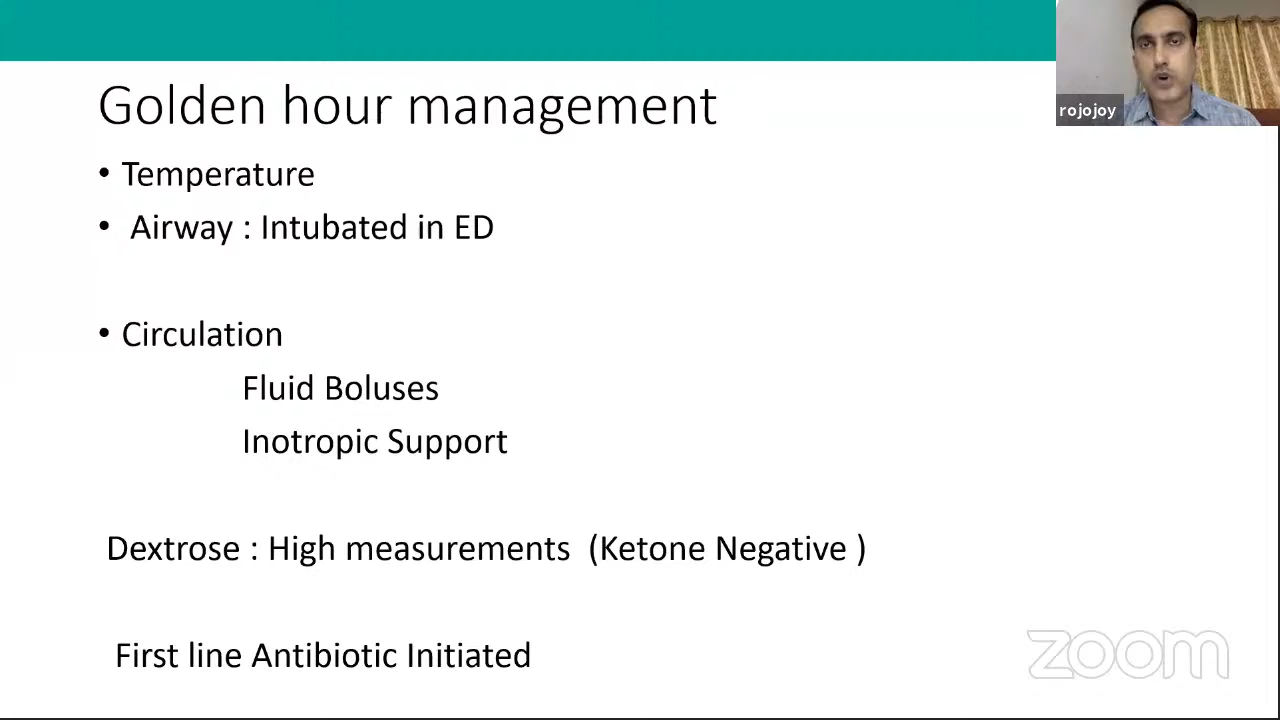 Golden hour management
rojojoy
• Temperature
• Airway : Intubated in ED
• Circulation
Fluid Boluses
Inotropic Support
Dextrose : High measurements (Ketone Negative )
First line Antibiotic Initiated
zoom